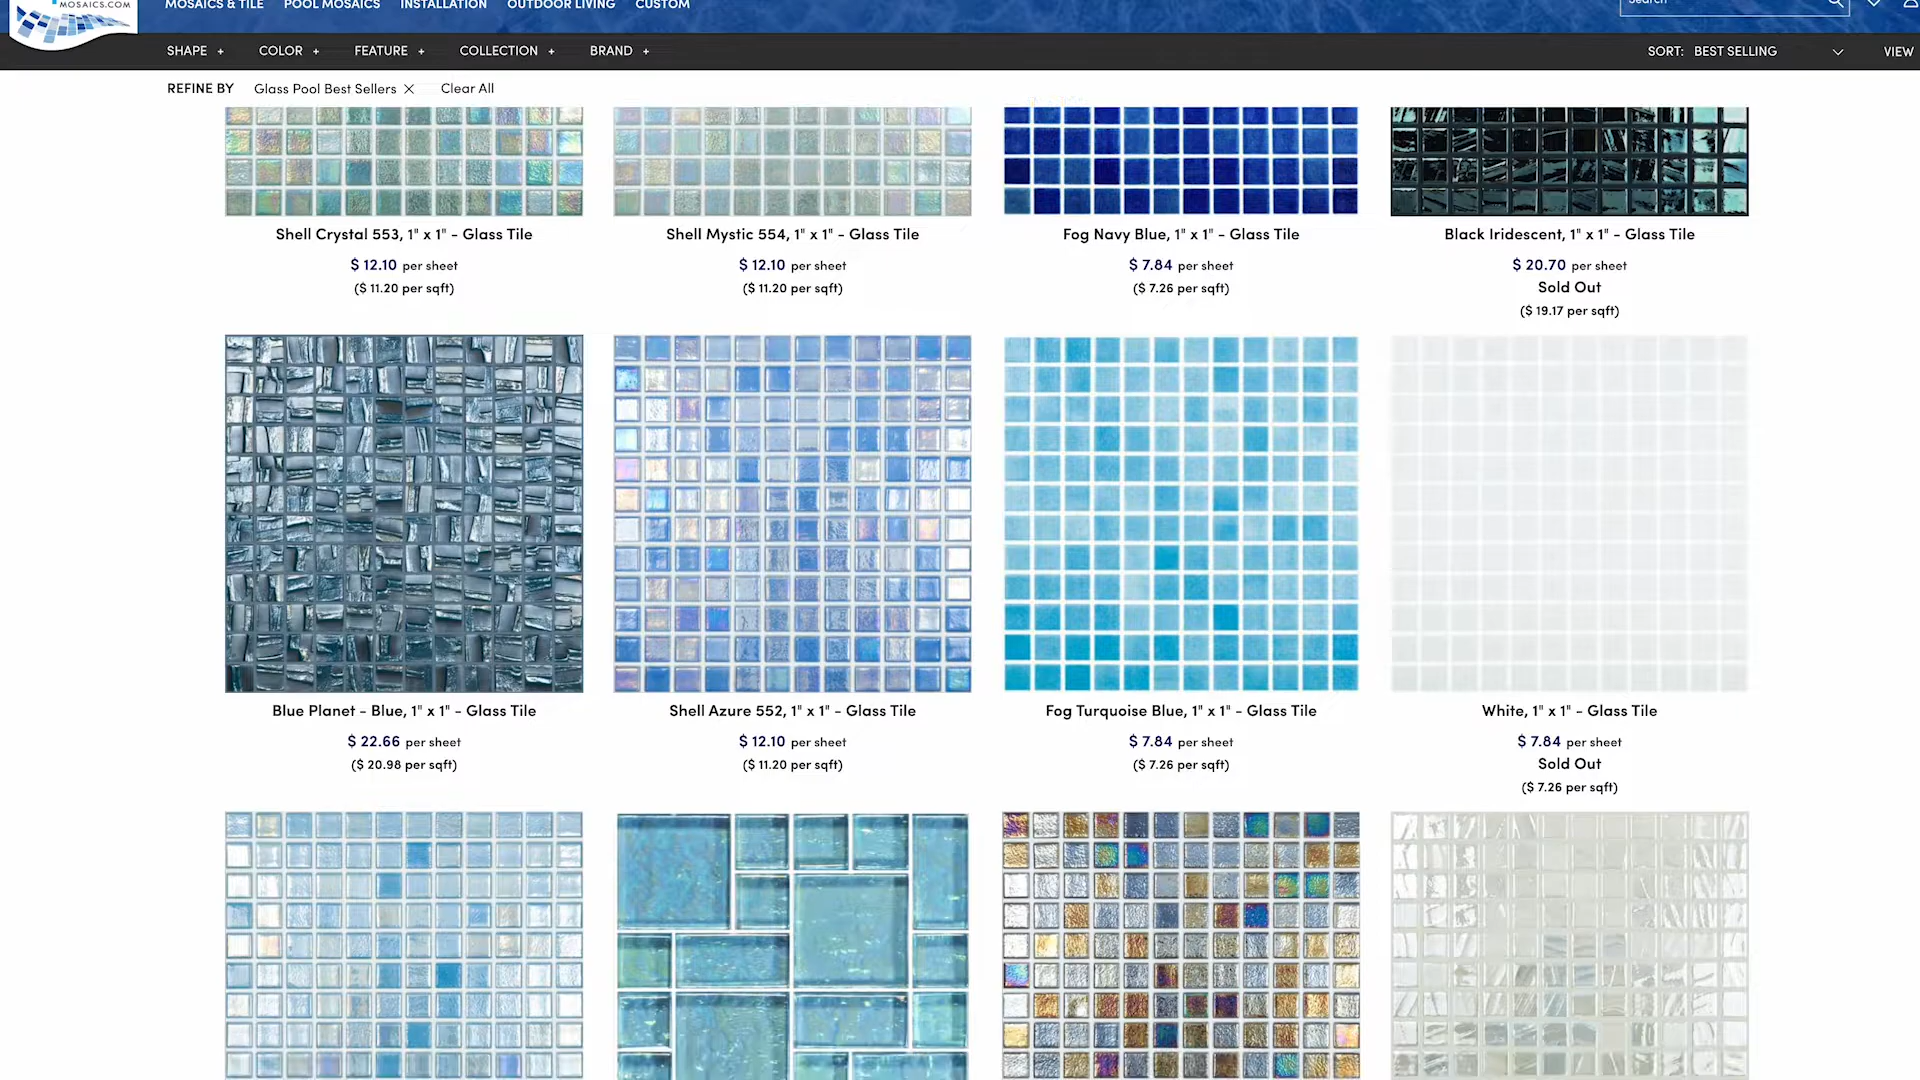 MOSAICS.COM
MOSAICS & TILE POOL MOSAICS INSTALLATION OUTDOOR LIVING CUSTOM
Search
SHAPE + COLOR + FEATURE + COLLECTION + BRAND +
SORT: BEST SELLING
VIEW
REFINE BY Glass Pool Best Sellers × Clear All
Shell Crystal 553, 1" x 1" - Glass Tile
$ 12.10 per sheet
($ 11.20 per sqft)
Shell Mystic 554, 1" x 1" - Glass Tile
$ 12.10 per sheet
($ 11.20 per sqft)
Fog Navy Blue, 1" x 1" - Glass Tile
$ 7.84 per sheet
($ 7.26 per sqft)
Black Iridescent, 1" x 1" - Glass Tile
$ 20.70 per sheet
Sold Out
($ 19.17 per sqft)
Blue Planet - Blue, 1" x 1" - Glass Tile
$ 22.66 per sheet
($ 20.98 per sqft)
Shell Azure 552, 1" x 1" - Glass Tile
$ 12.10 per sheet
($ 11.20 per sqft)
Fog Turquoise Blue, 1" x 1" - Glass Tile
$ 7.84 per sheet
($ 7.26 per sqft)
White, 1" x 1" - Glass Tile
$ 7.84 per sheet
Sold Out
($ 7.26 per sqft)